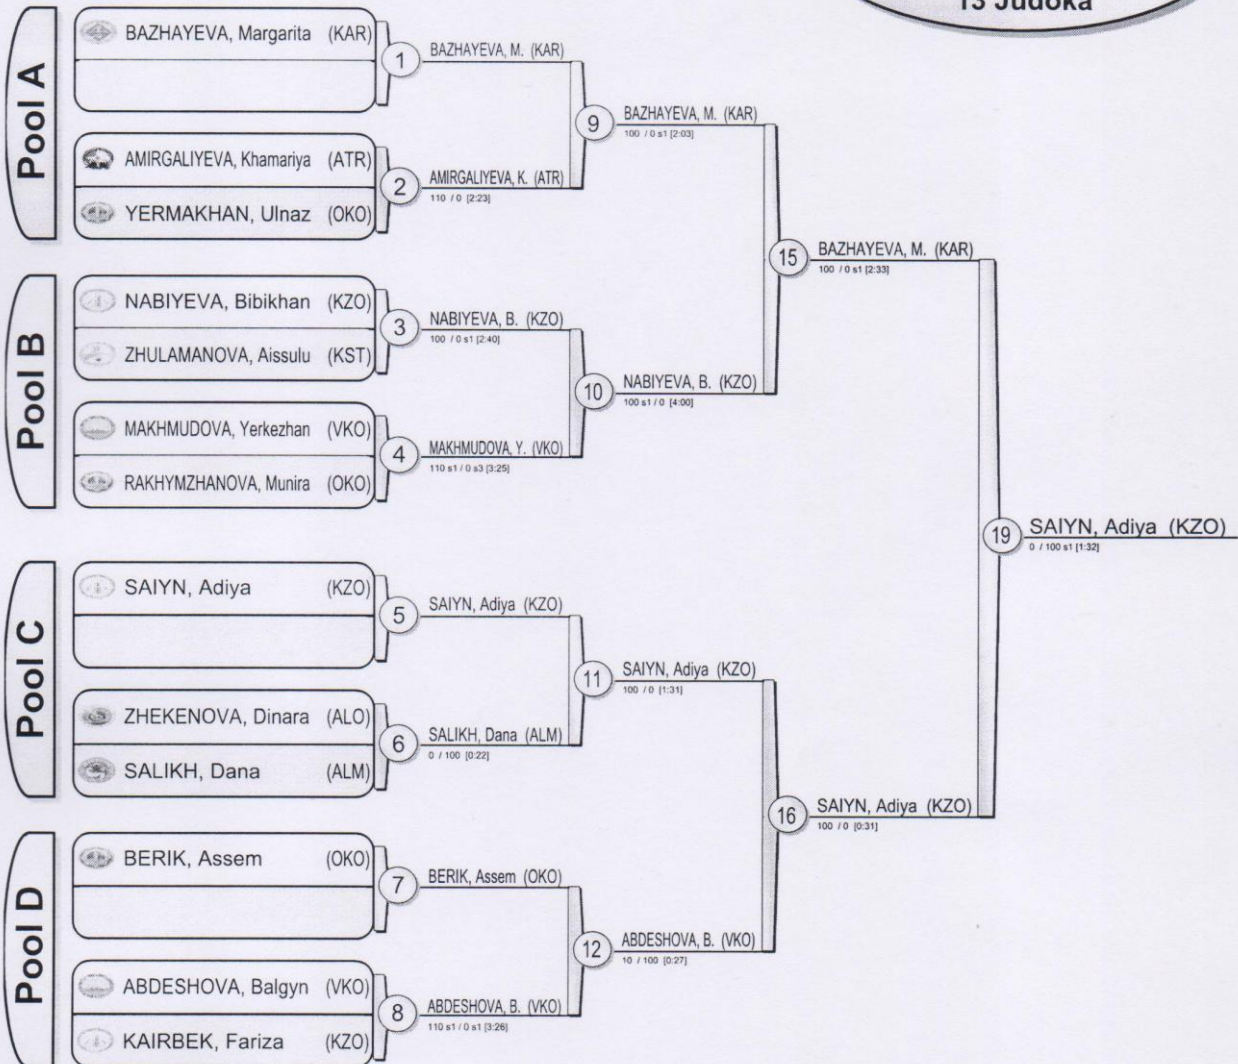 13 Judoka
Pool A
BAZHAYEVA, Margarita (KAR)
AMIRGALIYEVA, Khamariya (ATR)
YERMAKHAN, Ulnaz (OKO)
Pool B
NABIYEVA, Bibikhan (KZO)
ZHULAMANOVA, Aissulu (KST)
MAKHMUDOVA, Yerkezhan (VKO)
RAKHYMZHANOVA, Munira (OKO)
Pool C
SAIYN, Adiya (KZO)
ZHEKENOVA, Dinara (ALO)
SALIKH, Dana (ALM)
Pool D
BERIK, Assem (OKO)
ABDESHOVA, Balgyn (VKO)
KAIRBEK, Fariza (KZO)
1 BAZHAYEVA, M. (KAR)
2 AMIRGALIYEVA, K. (ATR)
110 / 0 [2:23]
3 NABIYEVA, B. (KZO)
100 / 0 s1 [2:40]
4 MAKHMUDOVA, Y. (VKO)
110 s1 / 0 s3 [3:25]
5 SAIYN, Adiya (KZO)
6 SALIKH, Dana (ALM)
0 / 100 [0:22]
7 BERIK, Assem (OKO)
8 ABDESHOVA, B. (VKO)
110 s1 / 0 s1 [3:26]
9 BAZHAYEVA, M. (KAR)
100 / 0 s1 [2:03]
10 NABIYEVA, B. (KZO)
100 s1 / 0 [4:00]
11 SAIYN, Adiya (KZO)
100 / 0 [1:31]
12 ABDESHOVA, B. (VKO)
10 / 100 [0:27]
15 BAZHAYEVA, M. (KAR)
100 / 0 s1 [2:33]
16 SAIYN, Adiya (KZO)
100 / 0 [0:31]
19 SAIYN, Adiya (KZO)
0 / 100 s1 [1:32]